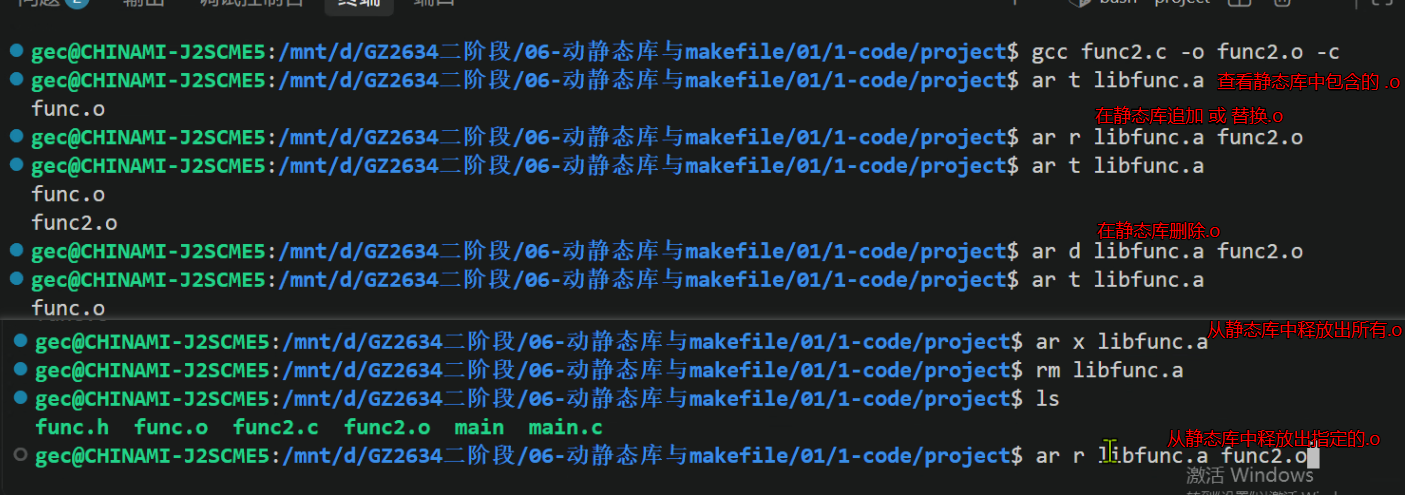 问题 2 输出 调试控制台 终端 端口 bash - project
gec@CHINAMI-J2SCME5:/mnt/d/GZ2634二阶段/06-动静态库与makefile/01/1-code/project$ gcc func2.c -o func2.o -c
gec@CHINAMI-J2SCME5:/mnt/d/GZ2634二阶段/06-动静态库与makefile/01/1-code/project$ ar t libfunc.a 查看静态库中包含的 .o
func.o
在静态库追加 或 替换.o
gec@CHINAMI-J2SCME5:/mnt/d/GZ2634二阶段/06-动静态库与makefile/01/1-code/project$ ar r libfunc.a func2.o
gec@CHINAMI-J2SCME5:/mnt/d/GZ2634二阶段/06-动静态库与makefile/01/1-code/project$ ar t libfunc.a
func.o
func2.o
在静态库删除.o
gec@CHINAMI-J2SCME5:/mnt/d/GZ2634二阶段/06-动静态库与makefile/01/1-code/project$ ar d libfunc.a func2.o
gec@CHINAMI-J2SCME5:/mnt/d/GZ2634二阶段/06-动静态库与makefile/01/1-code/project$ ar t libfunc.a
func.o
从静态库中释放出所有.o
gec@CHINAMI-J2SCME5:/mnt/d/GZ2634二阶段/06-动静态库与makefile/01/1-code/project$ ar x libfunc.a
gec@CHINAMI-J2SCME5:/mnt/d/GZ2634二阶段/06-动静态库与makefile/01/1-code/project$ rm libfunc.a
gec@CHINAMI-J2SCME5:/mnt/d/GZ2634二阶段/06-动静态库与makefile/01/1-code/project$ ls
func.h func.o func2.c func2.o main main.c
从静态库中释放出指定的.o
gec@CHINAMI-J2SCME5:/mnt/d/GZ2634二阶段/06-动静态库与makefile/01/1-code/project$ ar r libfunc.a func2.o
激活 Windows